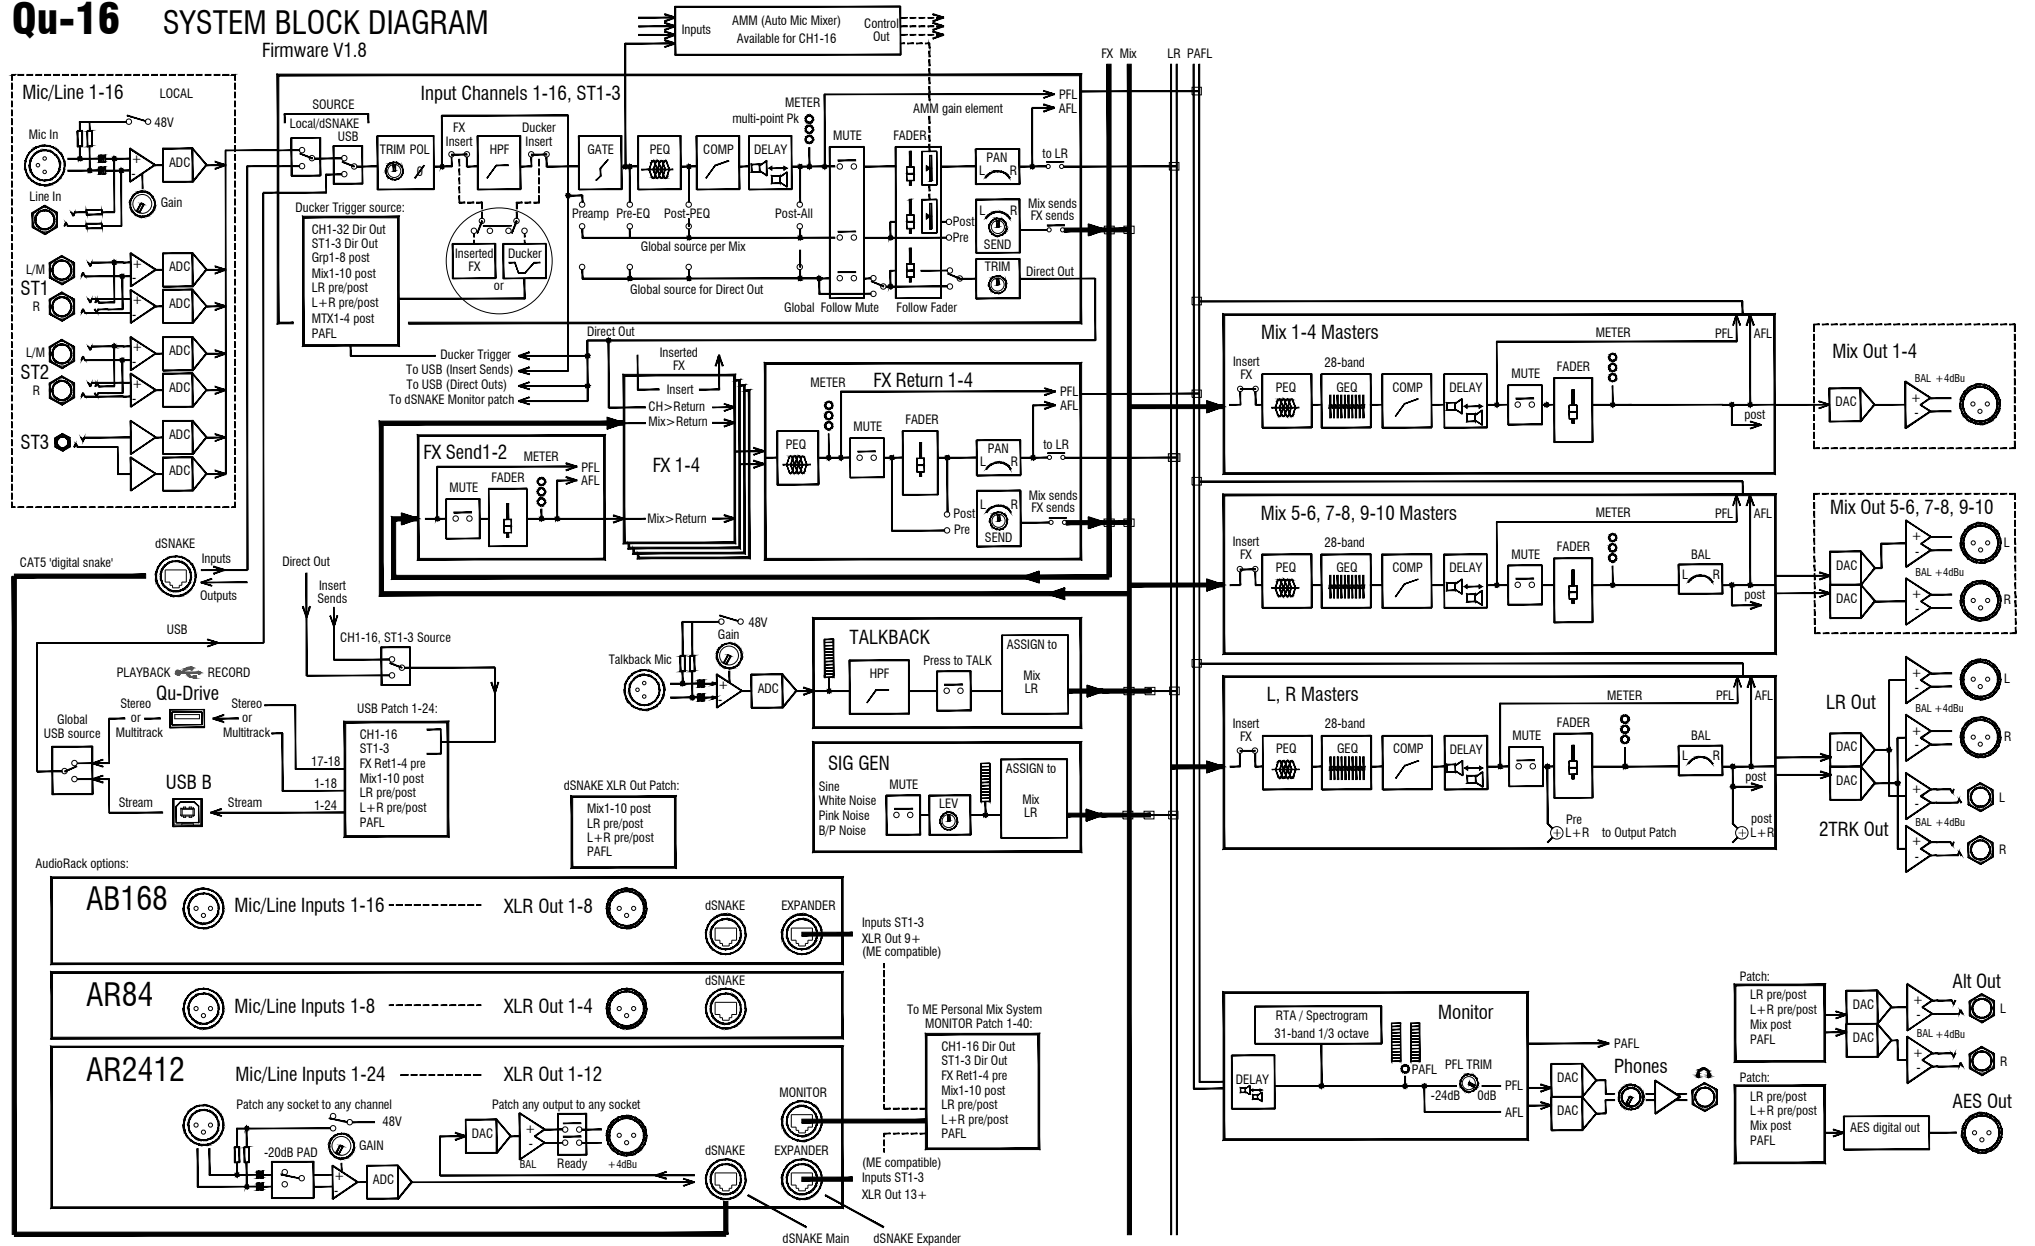 Qu-16 SYSTEM BLOCK DIAGRAM
Firmware V1.8
AMM (Auto Mic Mixer)
Available for CH1-16
Inputs
Control
Out
FX Mix
LR PAFL
Mic/Line 1-16
LOCAL
48V
Mic In
Line In
+
-
ADC
Gain
L/M
ST1
R
+
-
ADC
+
-
ADC
L/M
ST2
R
+
-
ADC
+
-
ADC
ST3
ADC
ADC
Input Channels 1-16, ST1-3
SOURCE
Local/dSNAKE
USB
TRIM POL
FX
Insert
HPF
Ducker
Insert
GATE
PEQ
COMP
DELAY
METER
multi-point Pk
MUTE
FADER
AMM gain element
PFL
AFL
PAN
L R
to LR
Post
Pre
L R
SEND
Mix sends
FX sends
TRIM
Direct Out
Preamp
Pre-EQ
Post-PEQ
Post-All
Global source per Mix
Global source for Direct Out
Global
Follow Mute
Follow Fader
Inserted
FX
Ducker
or
Ducker Trigger source:
CH1-32 Dir Out
ST1-3 Dir Out
Grp1-8 post
Mix1-10 post
LR pre/post
L+R pre/post
MTX1-4 post
PAFL
Direct Out
Ducker Trigger
To USB (Insert Sends)
To USB (Direct Outs)
To dSNAKE Monitor patch
Inserted
FX
Insert
CH>Return
Mix>Return
FX 1-4
Mix>Return
FX Send1-2
METER
MUTE
FADER
PFL
AFL
FX Return 1-4
METER
PEQ
MUTE
FADER
PFL
AFL
PAN
L R
to LR
Post
Pre
L R
SEND
Mix sends
FX sends
CAT5 'digital snake'
dSNAKE
Inputs
Outputs
Direct Out
Insert
Sends
CH1-16, ST1-3 Source
USB
PLAYBACK
RECORD
Qu-Drive
Stereo
or
Multitrack
Stereo
or
Multitrack
Global
USB source
USB B
Stream
Stream
17-18
1-18
1-24
USB Patch 1-24:
CH1-16
ST1-3
FX Ret1-4 pre
Mix1-10 post
LR pre/post
L+R pre/post
PAFL
dSNAKE XLR Out Patch:
Mix1-10 post
LR pre/post
L+R pre/post
PAFL
Talkback Mic
48V
Gain
+
-
ADC
TALKBACK
HPF
Press to TALK
ASSIGN to
Mix
LR
SIG GEN
Sine
White Noise
Pink Noise
B/P Noise
MUTE
LEV
ASSIGN to
Mix
LR
Mix 1-4 Masters
Insert
FX
PEQ
28-band
GEQ
COMP
DELAY
METER
MUTE
FADER
PFL
AFL
post
Mix Out 1-4
DAC
+
-
BAL +4dBu
Mix 5-6, 7-8, 9-10 Masters
Insert
FX
PEQ
28-band
GEQ
COMP
DELAY
METER
MUTE
FADER
BAL
L R
PFL
AFL
post
Mix Out 5-6, 7-8, 9-10
DAC
DAC
+
-
L
BAL +4dBu
+
-
R
L, R Masters
Insert
FX
PEQ
28-band
GEQ
COMP
DELAY
METER
MUTE
FADER
BAL
L R
PFL
AFL
post
Pre
L+R
to Output Patch
post
L+R
LR Out
DAC
DAC
2TRK Out
+
-
L
BAL +4dBu
+
-
R
BAL +4dBu
+
-
L
BAL +4dBu
+
-
R
AudioRack options:
AB168
Mic/Line Inputs 1-16
XLR Out 1-8
dSNAKE
EXPANDER
Inputs ST1-3
XLR Out 9+
(ME compatible)
AR84
Mic/Line Inputs 1-8
XLR Out 1-4
dSNAKE
AR2412
Mic/Line Inputs 1-24
XLR Out 1-12
Patch any socket to any channel
48V
GAIN
-20dB PAD
+
-
ADC
Patch any output to any socket
DAC
+
-
BAL
Ready
+4dBu
dSNAKE
MONITOR
EXPANDER
(ME compatible)
Inputs ST1-3
XLR Out 13+
dSNAKE Main
dSNAKE Expander
To ME Personal Mix System
MONITOR Patch 1-40:
CH1-16 Dir Out
ST1-3 Dir Out
FX Ret1-4 pre
Mix1-10 post
LR pre/post
L+R pre/post
PAFL
Monitor
RTA / Spectrogram
31-band 1/3 octave
DELAY
PAFL
PFL TRIM
-24dB
0dB
PFL
AFL
PAFL
DAC
DAC
Phones
Patch:
LR pre/post
L+R pre/post
Mix post
PAFL
DAC
DAC
Alt Out
+
-
L
BAL +4dBu
+
-
R
Patch:
LR pre/post
L+R pre/post
Mix post
PAFL
AES digital out
AES Out